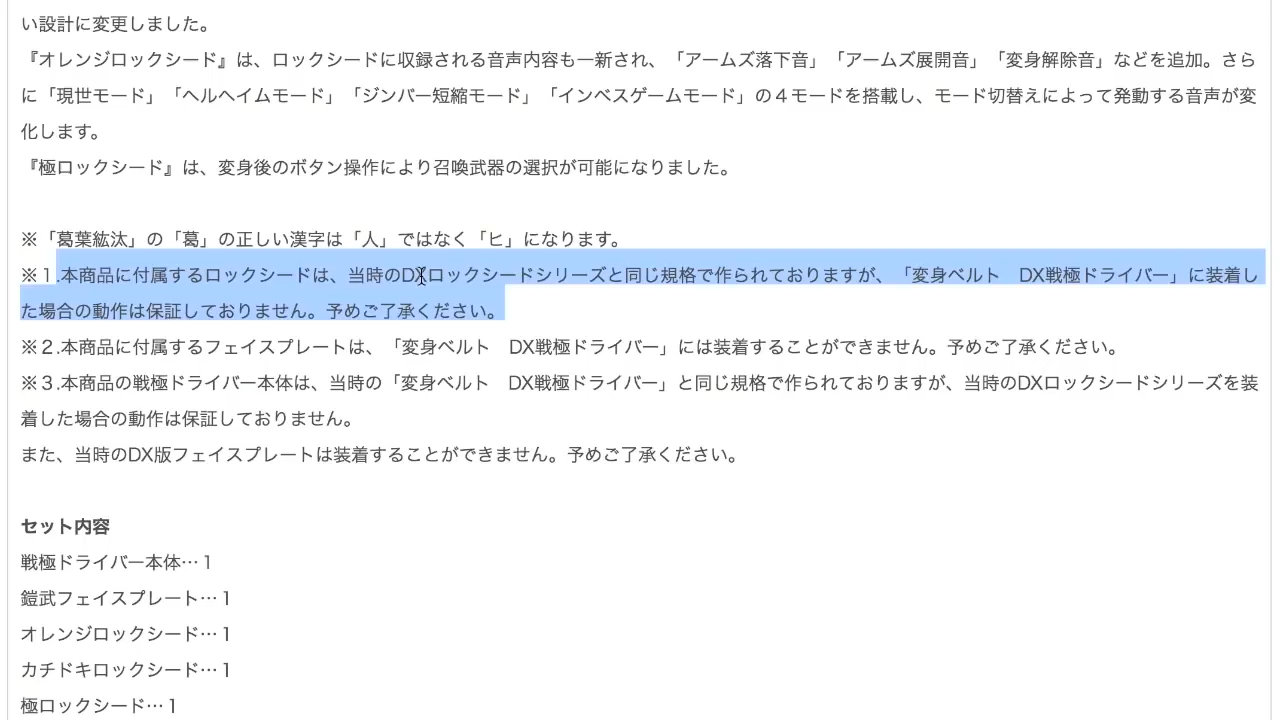 い設計に変更しました。
『オレンジロックシード』は、ロックシードに収録される音声内容も一新され、「アームズ落下音」「アームズ展開音」「変身解除音」などを追加。さら
に「現世モード」「ヘルヘイムモード」「ジンバー短縮モード」「インベスゲームモード」の４モードを搭載し、モード切替えによって発動する音声が変
化します。
『極ロックシード』は、変身後のボタン操作により召喚武器の選択が可能になりました。
※「葛葉紘汰」の「葛」の正しい漢字は「人」ではなく「ヒ」になります。
※１.本商品に付属するロックシードは、当時のDXロックシードシリーズと同じ規格で作られておりますが、「変身ベルト　DX戦極ドライバー」に装着し
た場合の動作は保証しておりません。予めご了承ください。
※２.本商品に付属するフェイスプレートは、「変身ベルト　DX戦極ドライバー」には装着することができません。予めご了承ください。
※３.本商品の戦極ドライバー本体は、当時の「変身ベルト　DX戦極ドライバー」と同じ規格で作られておりますが、当時のDXロックシードシリーズを装
着した場合の動作は保証しておりません。
また、当時のDX版フェイスプレートは装着することができません。予めご了承ください。
セット内容
戦極ドライバー本体…１
鎧武フェイスプレート…１
オレンジロックシード…１
カチドキロックシード…１
極ロックシード…１